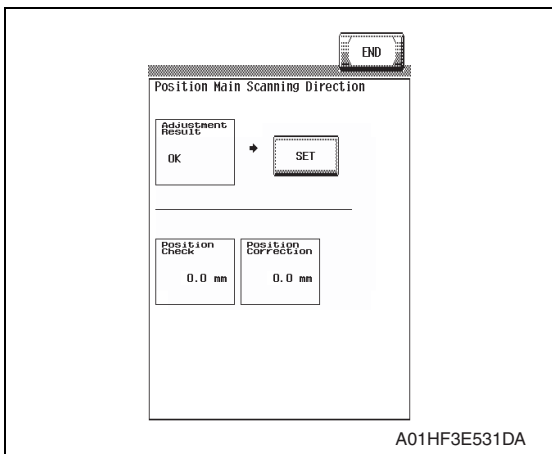 END
Position Main Scanning Direction
Adjustment
Result
OK
SET
Position
Check
0.0 mm
Position
Correction
0.0 mm
A01HF3E531DA